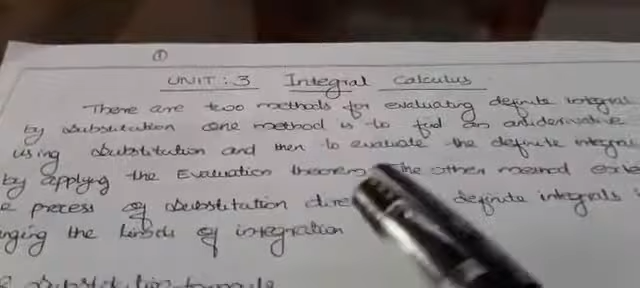 ①
UNIT : 3 Integral Calculus
There are two methods for evaluating definite integral
by substitution one method is to find an antiderivative
using substitution and then to evaluate the definite integral
by applying the Evaluation theorem The other method
process of substitution definite integrals
the limits of integration
substitution formula